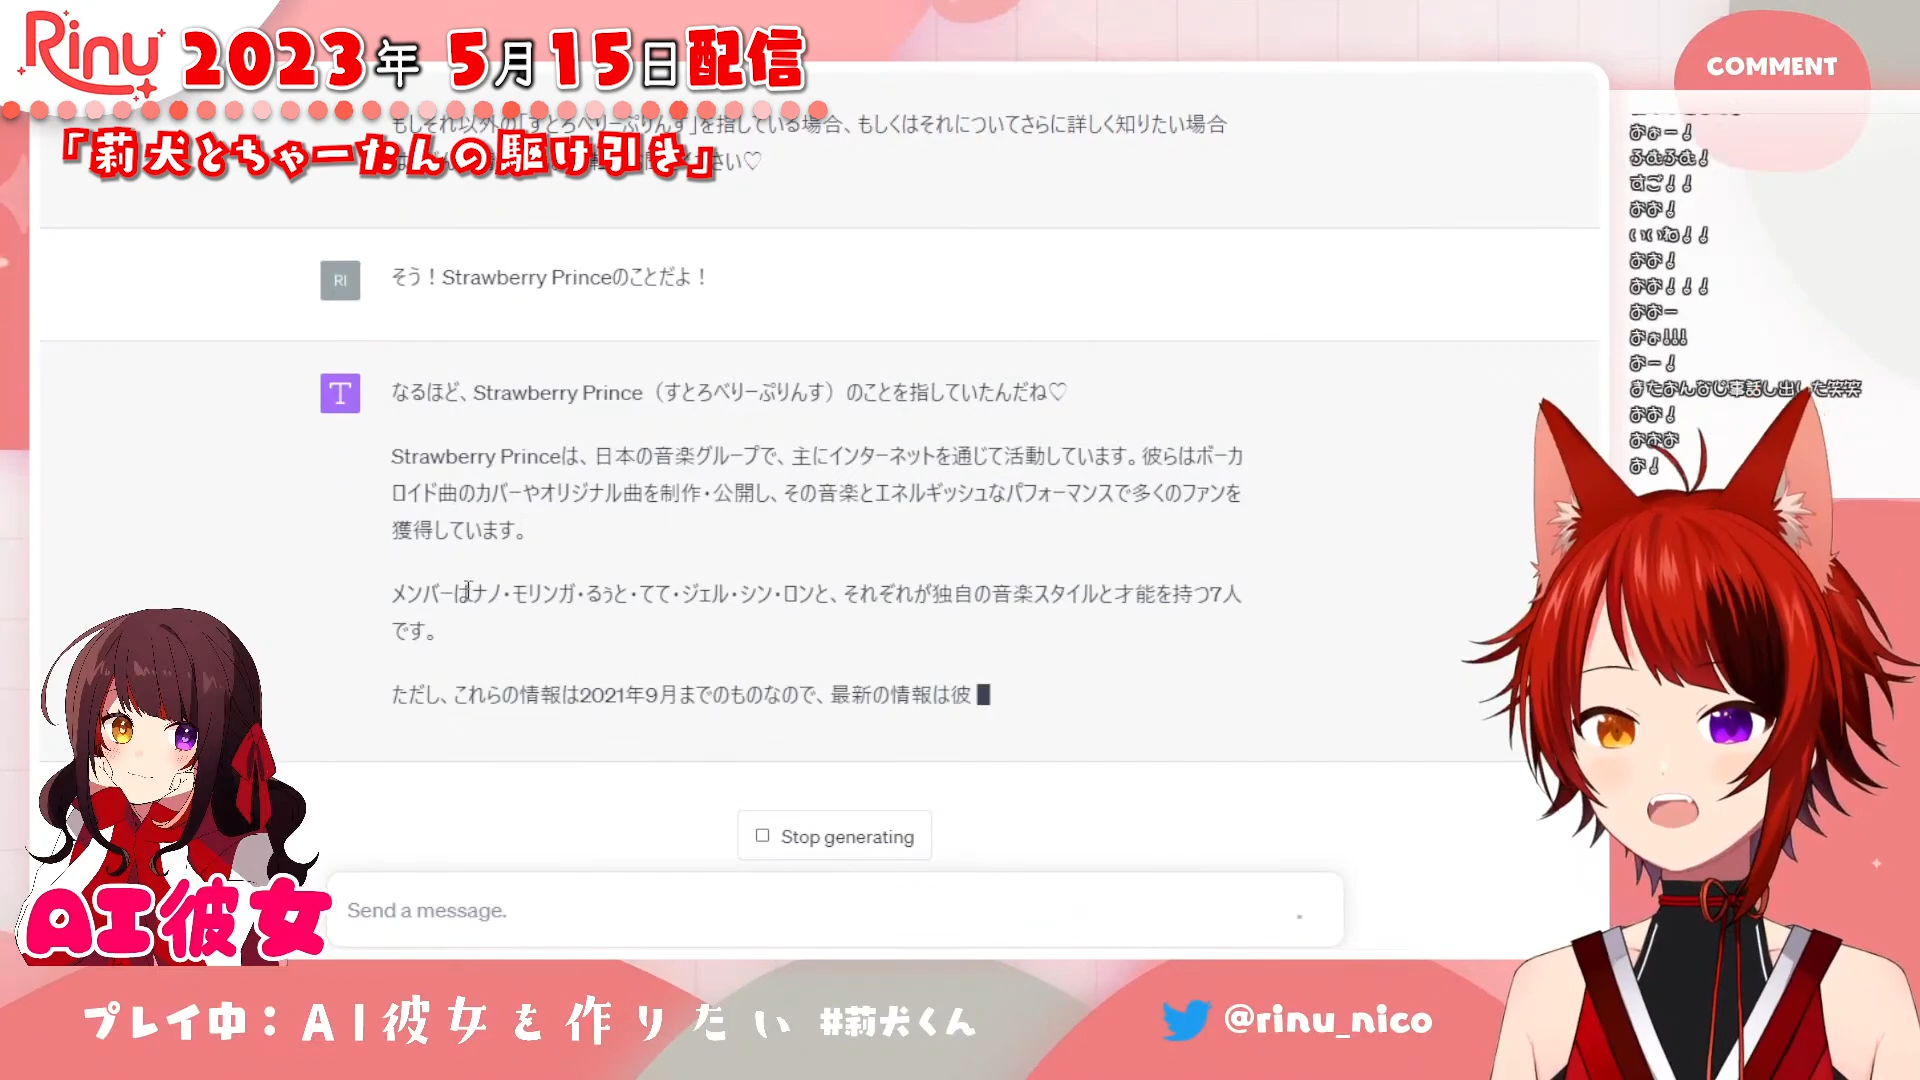 Rinu
2023年 5月15日配信
「莉犬とちゃーたんの駆け引き」
COMMENT
もしそれ以外の「すとろべりーぷりんす」を指している場合、もしくはそれについてさらに詳しく知りたい場合
さい♡
RI
そう！Strawberry Princeのことだよ！
T
なるほど、Strawberry Prince（すとろべりーぷりんす）のことを指していたんだね♡
Strawberry Princeは、日本の音楽グループで、主にインターネットを通じて活動しています。彼らはボーカ
ロイド曲のカバーやオリジナル曲を制作・公開し、その音楽とエネルギッシュなパフォーマンスで多くのファンを
獲得しています。
メンバーはナノ・モリンガ・るぅと・てて・ジェル・シン・ロンと、それぞれが独自の音楽スタイルと才能を持つ7人
です。
ただし、これらの情報は2021年9月までのものなので、最新の情報は彼
Stop generating
Send a message.
おぉー！
ふむふむ！
すご！！
おお！
いいね！！
おお！
おお！！！
おおー
おぉ!!!
おー！
またおんなじ事話し出した笑笑
おお！
おおお
お！
AI彼女
プレイ中：AI彼女を作りたい #莉犬くん
@rinu_nico